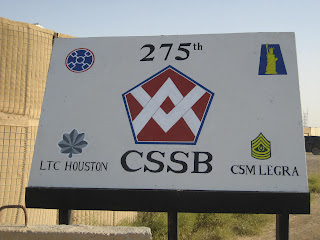 275th
CSSB
LTC HOUSTON
CSM LEGRA